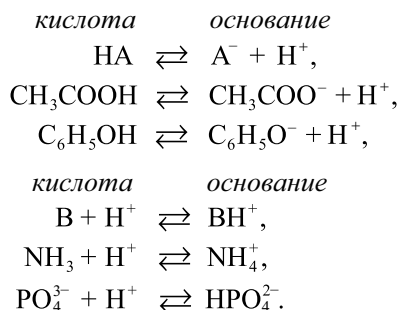 кислота основание
HA ⇄ A⁻ + H⁺,
CH₃COOH ⇄ CH₃COO⁻ + H⁺,
C₆H₅OH ⇄ C₆H₅O⁻ + H⁺,
кислота основание
B + H⁺ ⇄ BH⁺,
NH₃ + H⁺ ⇄ NH₄⁺,
PO₄³⁻ + H⁺ ⇄ HPO₄²⁻.